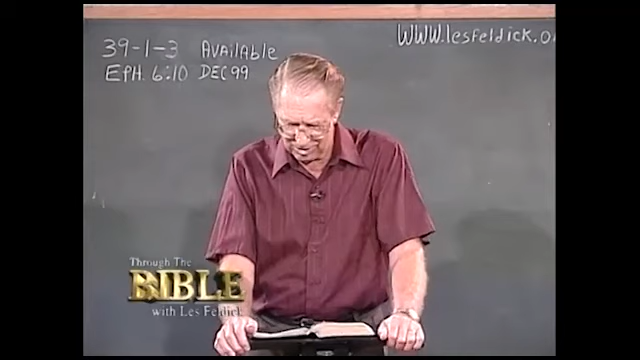 39-1-3 Available
EPH. 6:10 DEC 99
WWW.lesfeldick.o
Through The
BIBLE
with Les Feldick